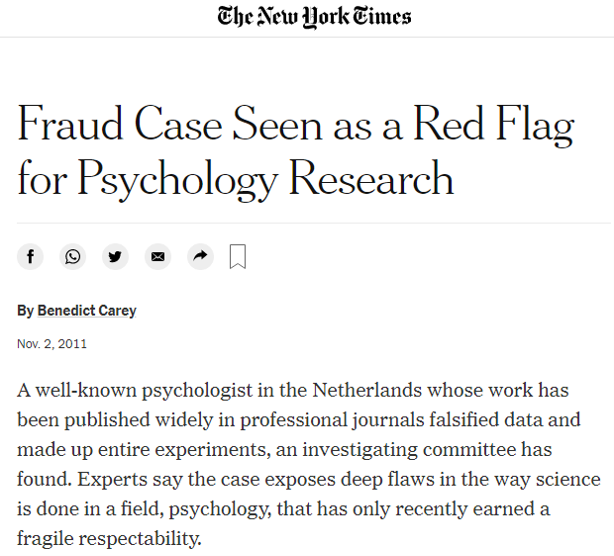 The New York Times
Fraud Case Seen as a Red Flag
for Psychology Research
By Benedict Carey
Nov. 2, 2011
A well-known psychologist in the Netherlands whose work has
been published widely in professional journals falsified data and
made up entire experiments, an investigating committee has
found. Experts say the case exposes deep flaws in the way science
is done in a field, psychology, that has only recently earned a
fragile respectability.